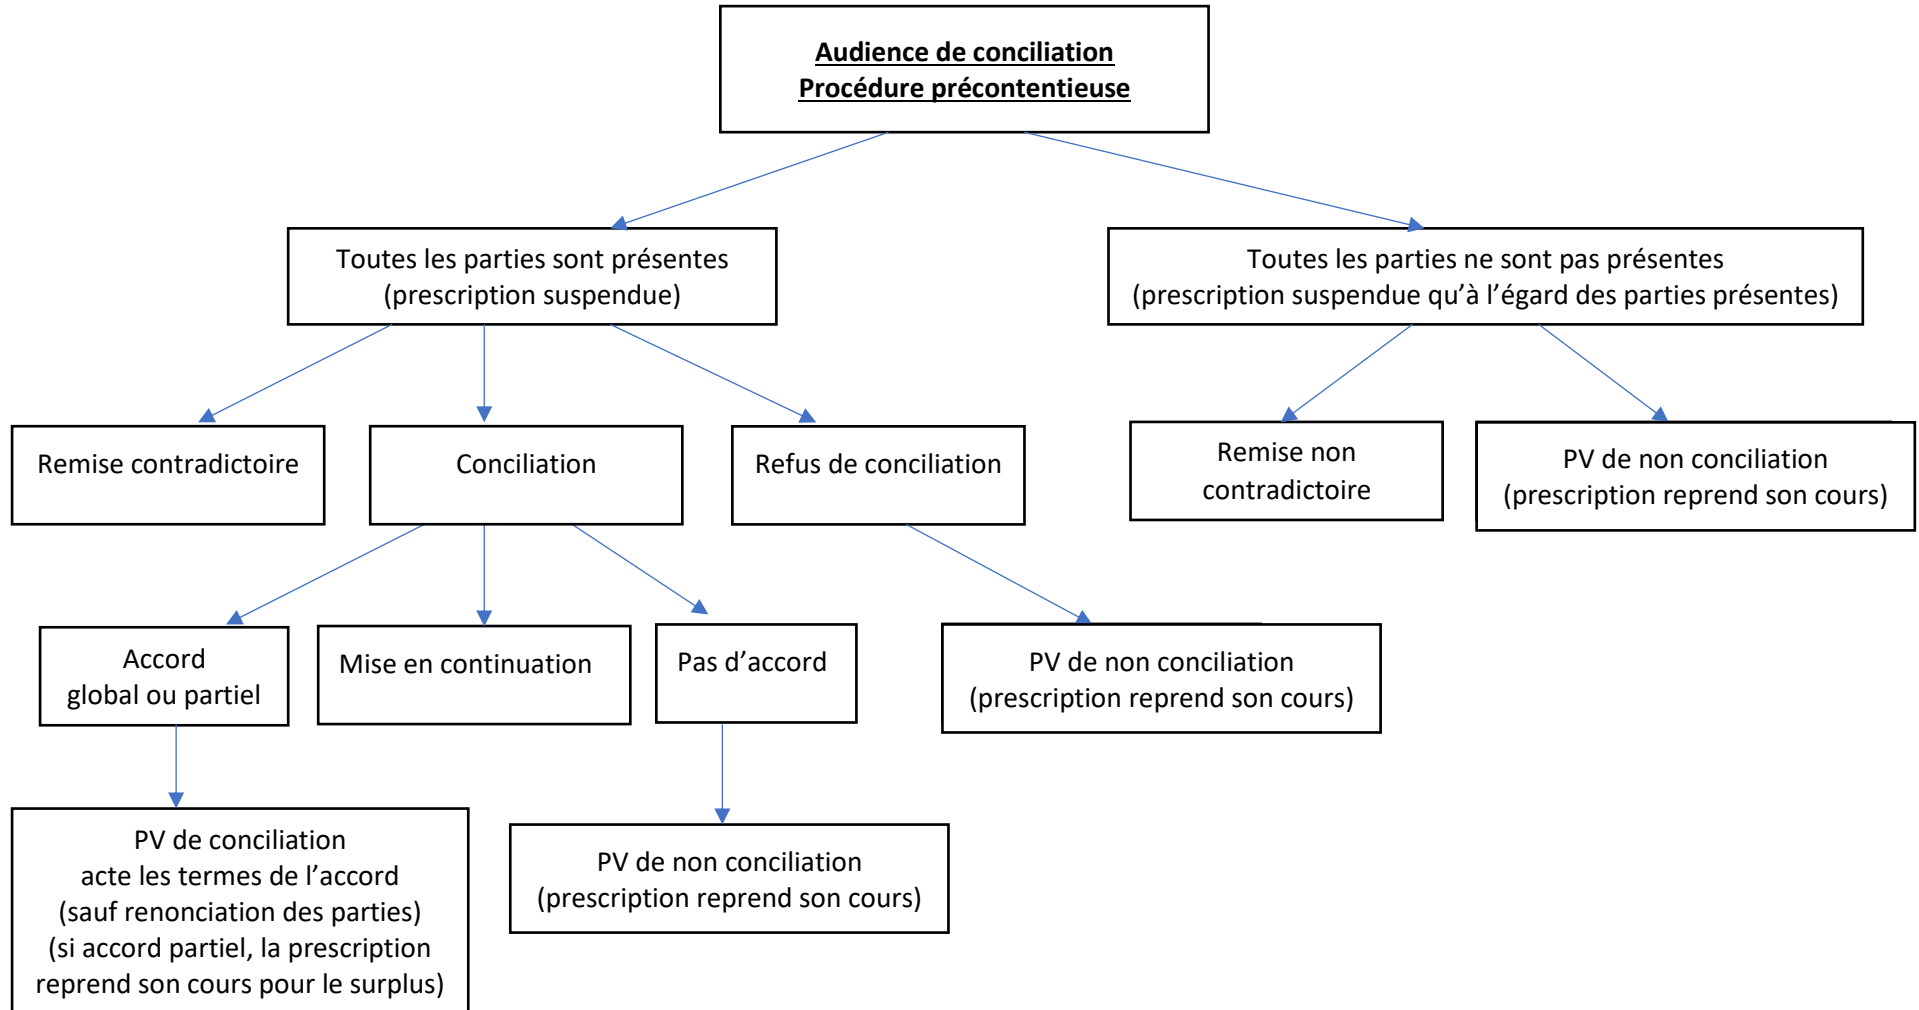 Audience de conciliation
Procédure précontentieuse
Toutes les parties sont présentes
(prescription suspendue)
Toutes les parties ne sont pas présentes
(prescription suspendue qu’à l’égard des parties présentes)
Remise contradictoire
Conciliation
Refus de conciliation
Remise non
contradictoire
PV de non conciliation
(prescription reprend son cours)
Accord
global ou partiel
Mise en continuation
Pas d’accord
PV de non conciliation
(prescription reprend son cours)
PV de conciliation
acte les termes de l’accord
(sauf renonciation des parties)
(si accord partiel, la prescription
reprend son cours pour le surplus)
PV de non conciliation
(prescription reprend son cours)